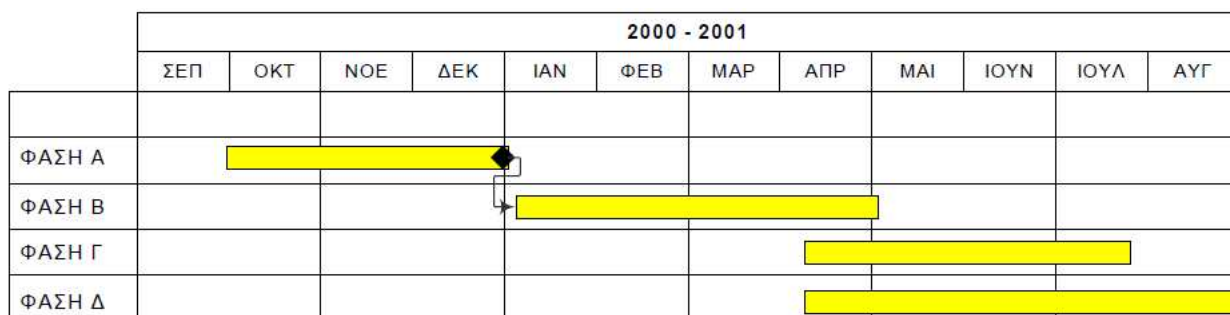 2000 - 2001
ΣΕΠ ΟΚΤ ΝΟΕ ΔΕΚ ΙΑΝ ΦΕΒ ΜΑΡ ΑΠΡ ΜΑΙ ΙΟΥΝ ΙΟΥΛ ΑΥΓ
ΦΑΣΗ Α
ΦΑΣΗ Β
ΦΑΣΗ Γ
ΦΑΣΗ Δ